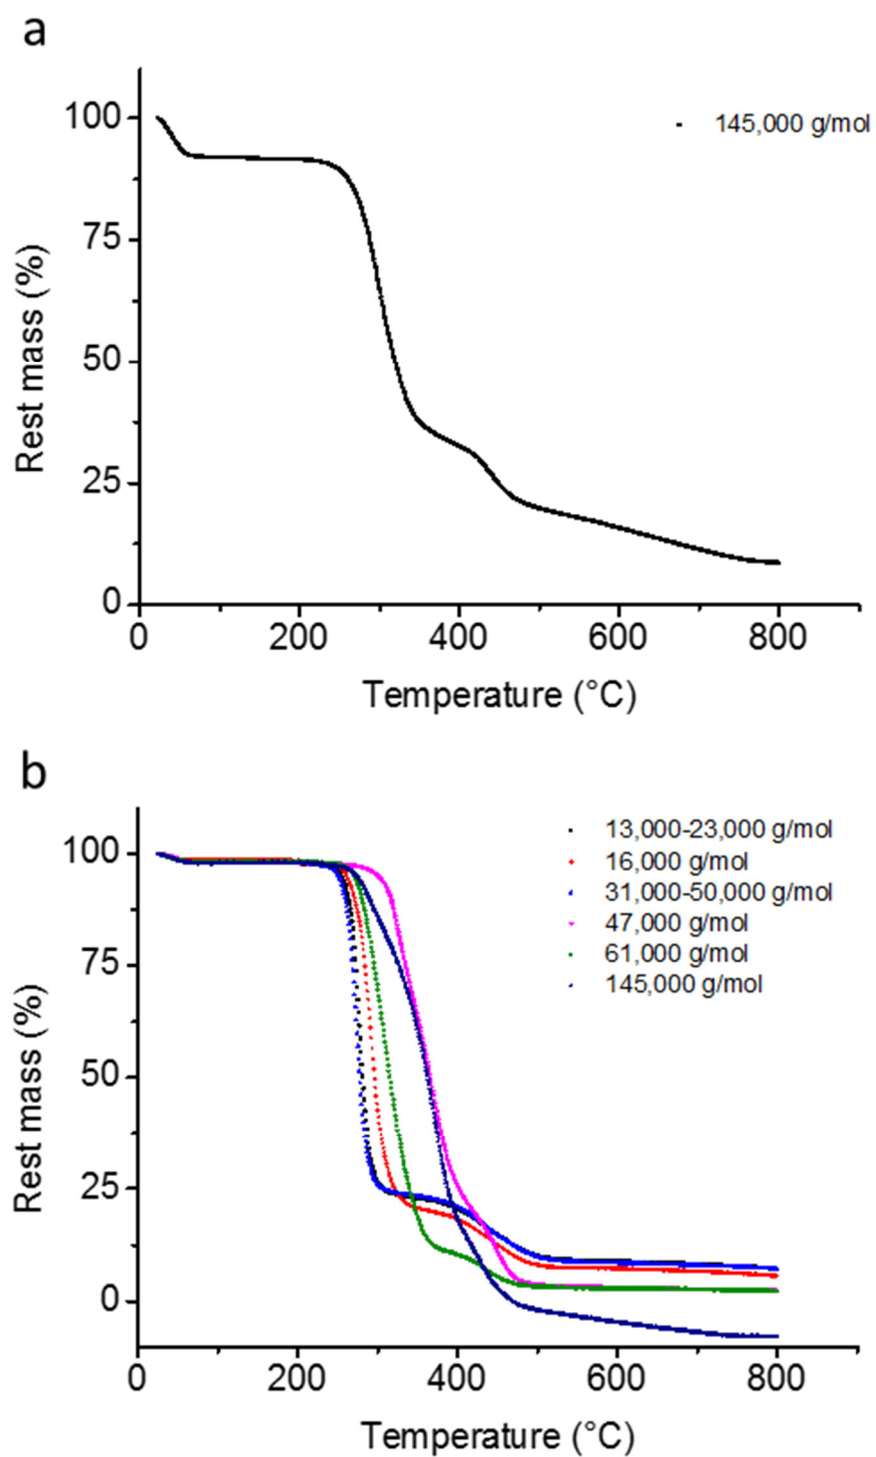 a
145,000 g/mol
100
75
50
25
0
Rest mass (%)
0 200 400 600 800
Temperature (°C)
b
13,000-23,000 g/mol
16,000 g/mol
31,000-50,000 g/mol
47,000 g/mol
61,000 g/mol
145,000 g/mol
100
75
50
25
0
Rest mass (%)
0 200 400 600 800
Temperature (°C)